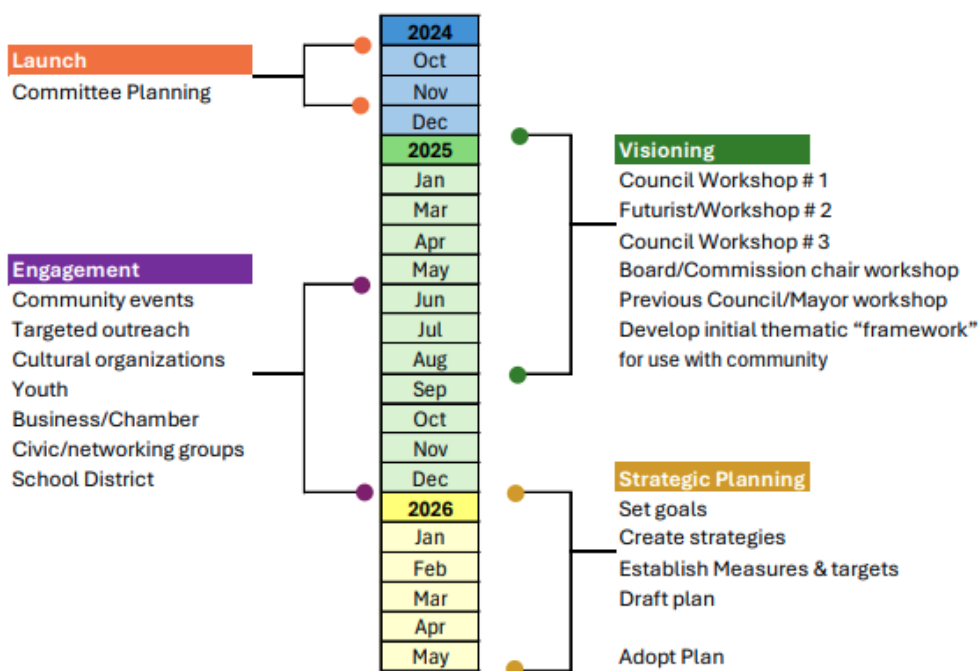 Launch
Committee Planning
2024
Oct
Nov
Dec
2025
Jan
Mar
Apr
May
Jun
Jul
Aug
Sep
Oct
Nov
Dec
2026
Jan
Feb
Mar
Apr
May
Visioning
Council Workshop # 1
Futurist/Workshop # 2
Council Workshop # 3
Board/Commission chair workshop
Previous Council/Mayor workshop
Develop initial thematic “framework”
for use with community
Engagement
Community events
Targeted outreach
Cultural organizations
Youth
Business/Chamber
Civic/networking groups
School District
Strategic Planning
Set goals
Create strategies
Establish Measures & targets
Draft plan
Adopt Plan